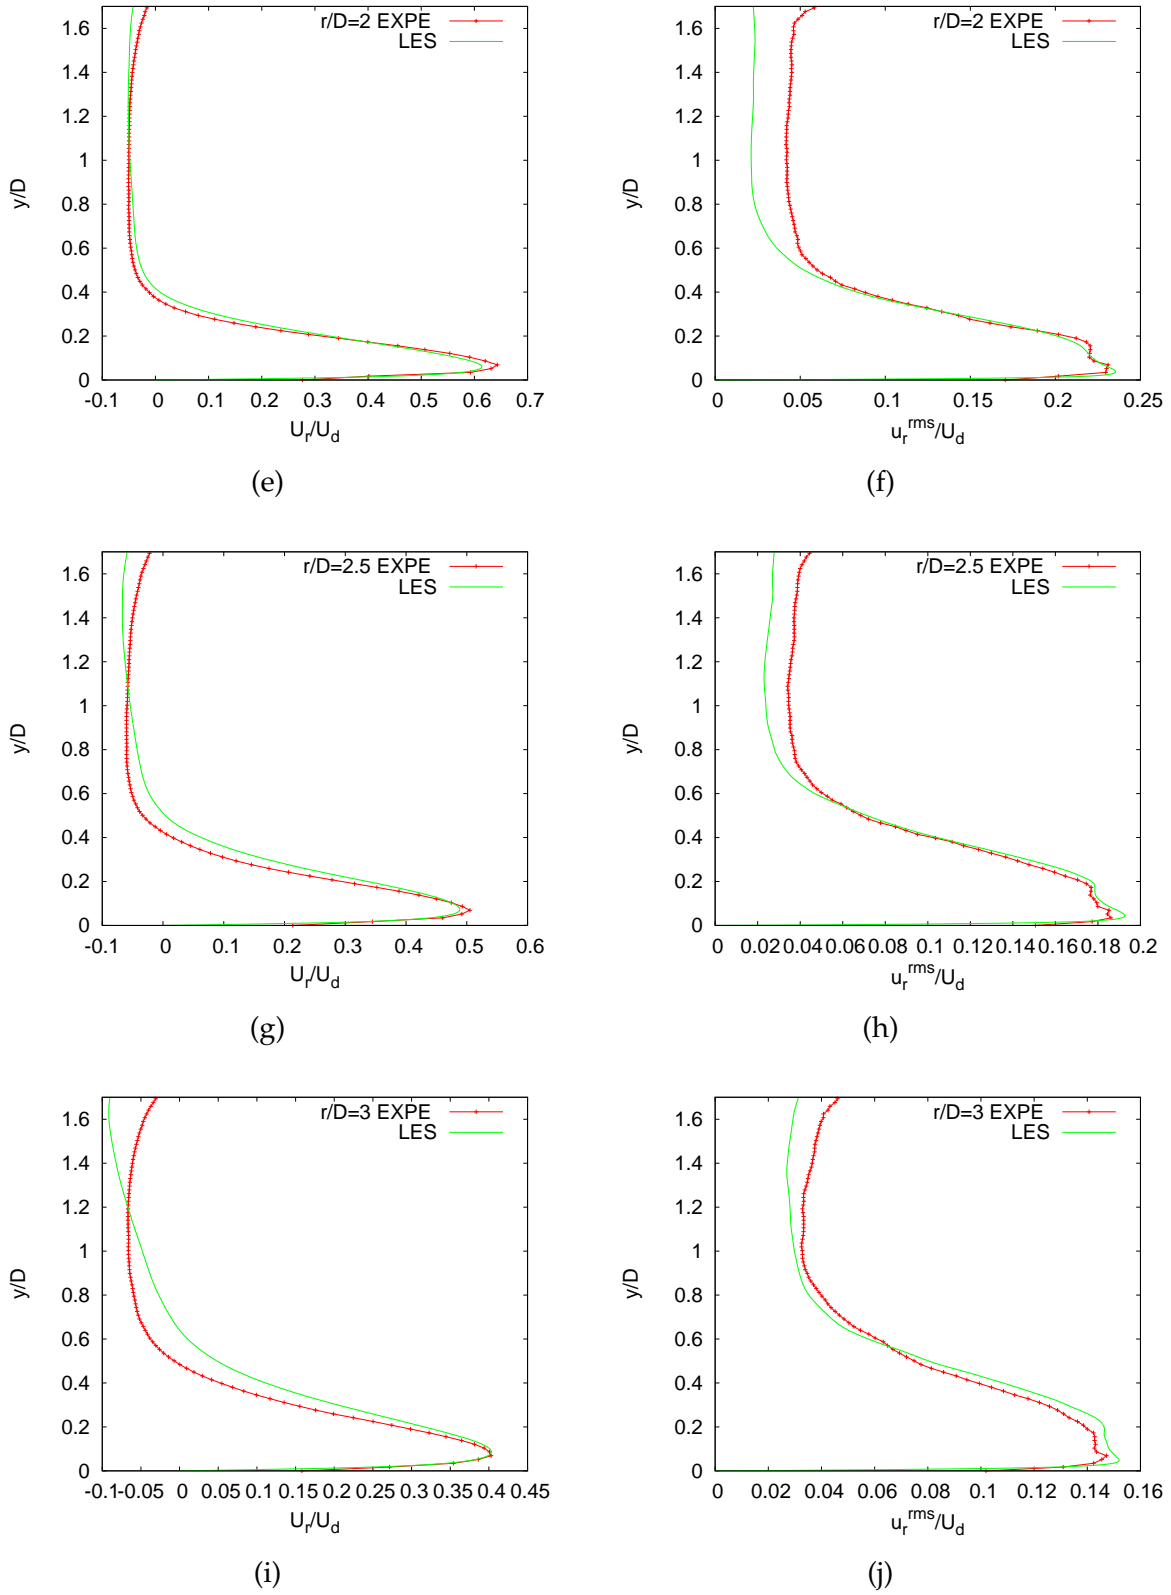 r/D=2 EXPE
LES
y/D
1.6
1.4
1.2
1
0.8
0.6
0.4
0.2
0
-0.1 0 0.1 0.2 0.3 0.4 0.5 0.6 0.7
U_r/U_d
(e)
r/D=2 EXPE
LES
y/D
1.6
1.4
1.2
1
0.8
0.6
0.4
0.2
0
0 0.05 0.1 0.15 0.2 0.25
u_r^rms/U_d
(f)
r/D=2.5 EXPE
LES
y/D
1.6
1.4
1.2
1
0.8
0.6
0.4
0.2
0
-0.1 0 0.1 0.2 0.3 0.4 0.5 0.6
U_r/U_d
(g)
r/D=2.5 EXPE
LES
y/D
1.6
1.4
1.2
1
0.8
0.6
0.4
0.2
0
0 0.02 0.04 0.06 0.08 0.1 0.12 0.14 0.16 0.18 0.2
u_r^rms/U_d
(h)
r/D=3 EXPE
LES
y/D
1.6
1.4
1.2
1
0.8
0.6
0.4
0.2
0
-0.1 -0.05 0 0.05 0.1 0.15 0.2 0.25 0.3 0.35 0.4 0.45
U_r/U_d
(i)
r/D=3 EXPE
LES
y/D
1.6
1.4
1.2
1
0.8
0.6
0.4
0.2
0
0 0.02 0.04 0.06 0.08 0.1 0.12 0.14 0.16
u_r^rms/U_d
(j)